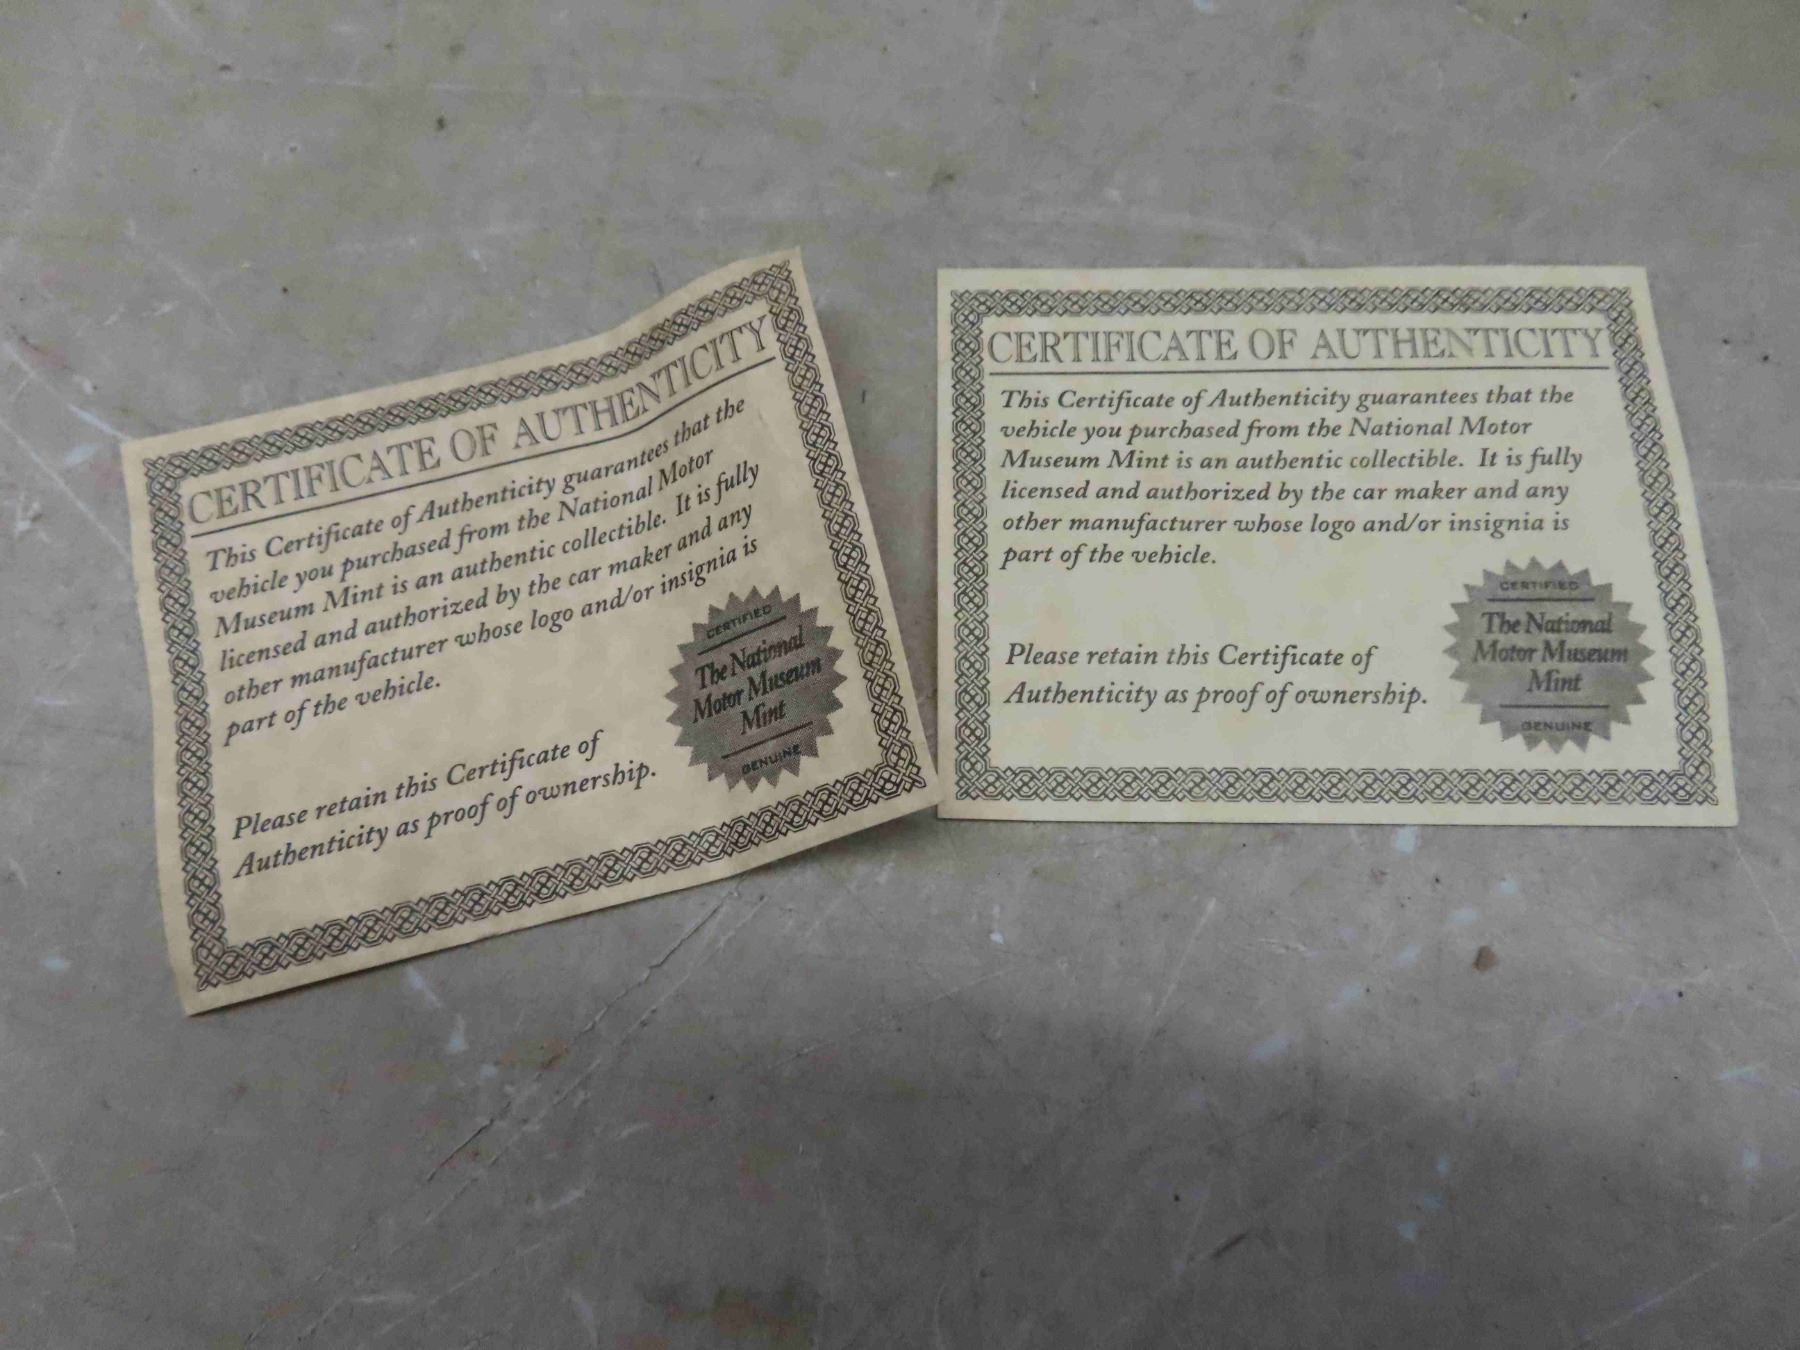 CERTIFICATE OF AUTHENTICITY
This Certificate of Authenticity guarantees that the
vehicle you purchased from the National Motor
Museum Mint is an authentic collectible. It is fully
licensed and authorized by the car maker and any
other manufacturer whose logo and/or insignia is
part of the vehicle.
Please retain this Certificate of
Authenticity as proof of ownership.
CERTIFIED
The National
Motor Museum
Mint
GENUINE
CERTIFICATE OF AUTHENTICITY
This Certificate of Authenticity guarantees that the
vehicle you purchased from the National Motor
Museum Mint is an authentic collectible. It is fully
licensed and authorized by the car maker and any
other manufacturer whose logo and/or insignia is
part of the vehicle.
Please retain this Certificate of
Authenticity as proof of ownership.
CERTIFIED
The National
Motor Museum
Mint
GENUINE